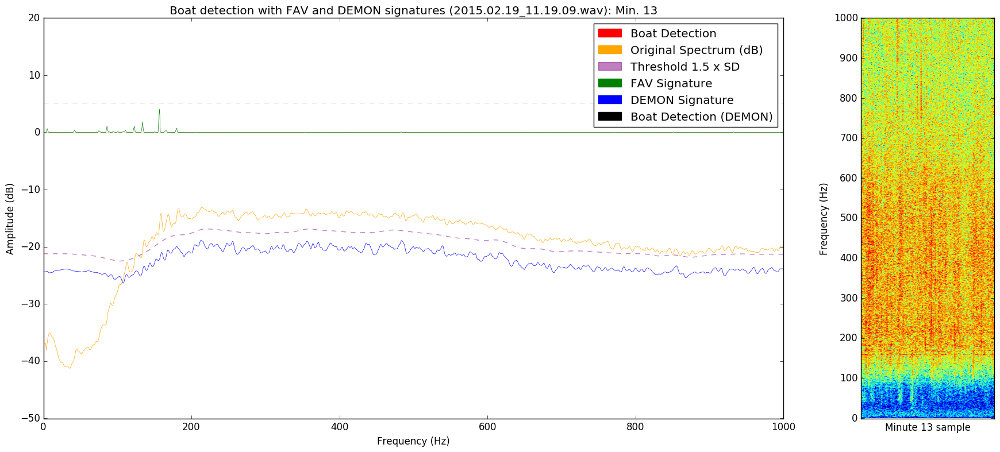 Boat detection with FAV and DEMON signatures (2015.02.19_11.19.09.wav): Min. 13
Boat Detection
Original Spectrum (dB)
Threshold 1.5 x SD
FAV Signature
DEMON Signature
Boat Detection (DEMON)
20
10
0
−10
−20
−30
−40
−50
Amplitude (dB)
0
200
400
600
800
1000
Frequency (Hz)
1000
900
800
700
600
500
400
300
200
100
0
Frequency (Hz)
Minute 13 sample